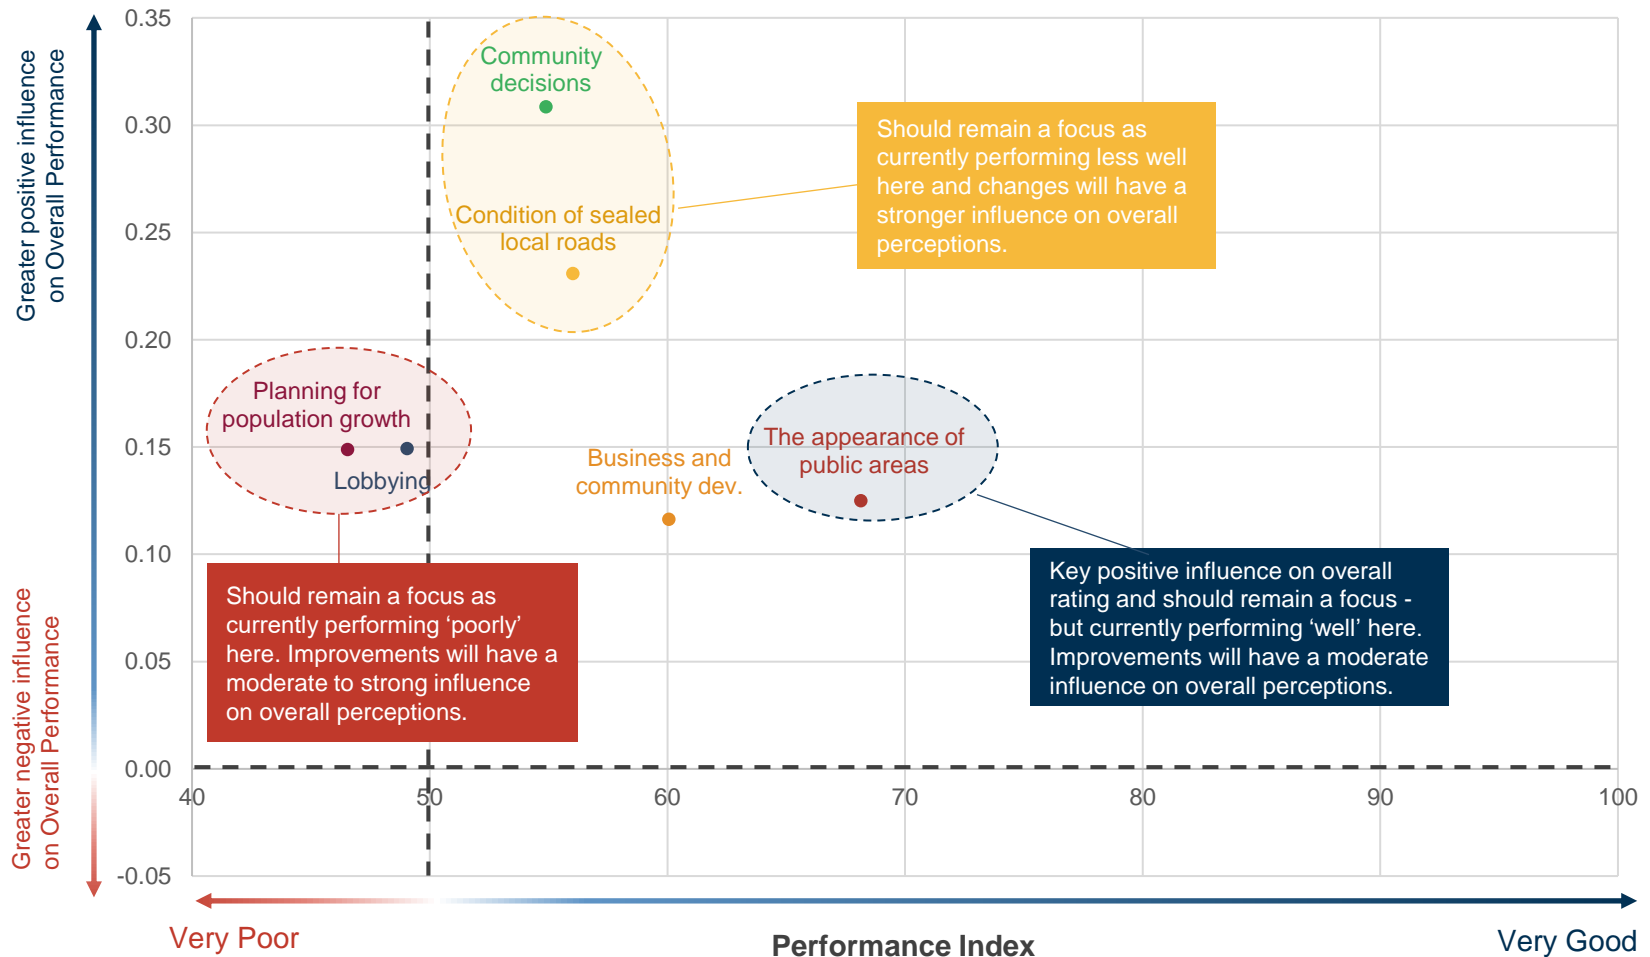 Greater positive influence
on Overall Performance
Greater negative influence
on Overall Performance
0.35
0.30
0.25
0.20
0.15
0.10
0.05
0.00
-0.05
Community
decisions
Condition of sealed
local roads
Should remain a focus as
currently performing less well
here and changes will have a
stronger influence on overall
perceptions.
Planning for
population growth
Lobbying
Business and
community dev.
The appearance of
public areas
Should remain a focus as
currently performing ‘poorly’
here. Improvements will have a
moderate to strong influence
on overall perceptions.
Key positive influence on overall
rating and should remain a focus -
but currently performing ‘well’ here.
Improvements will have a moderate
influence on overall perceptions.
40 50 60 70 80 90 100
Very Poor
Performance Index
Very Good